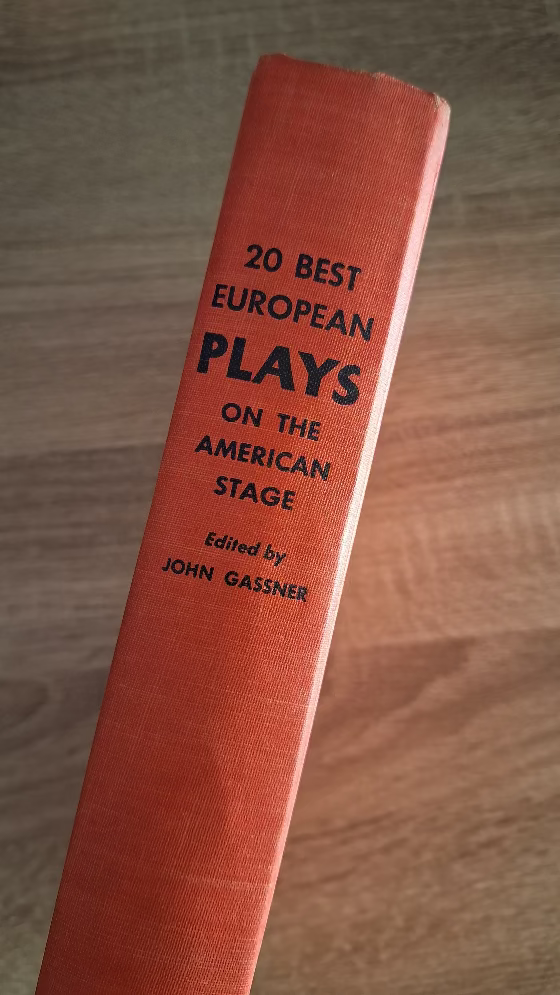 20 BEST
EUROPEAN
PLAYS
ON THE
AMERICAN
STAGE
Edited by
JOHN GASSNER